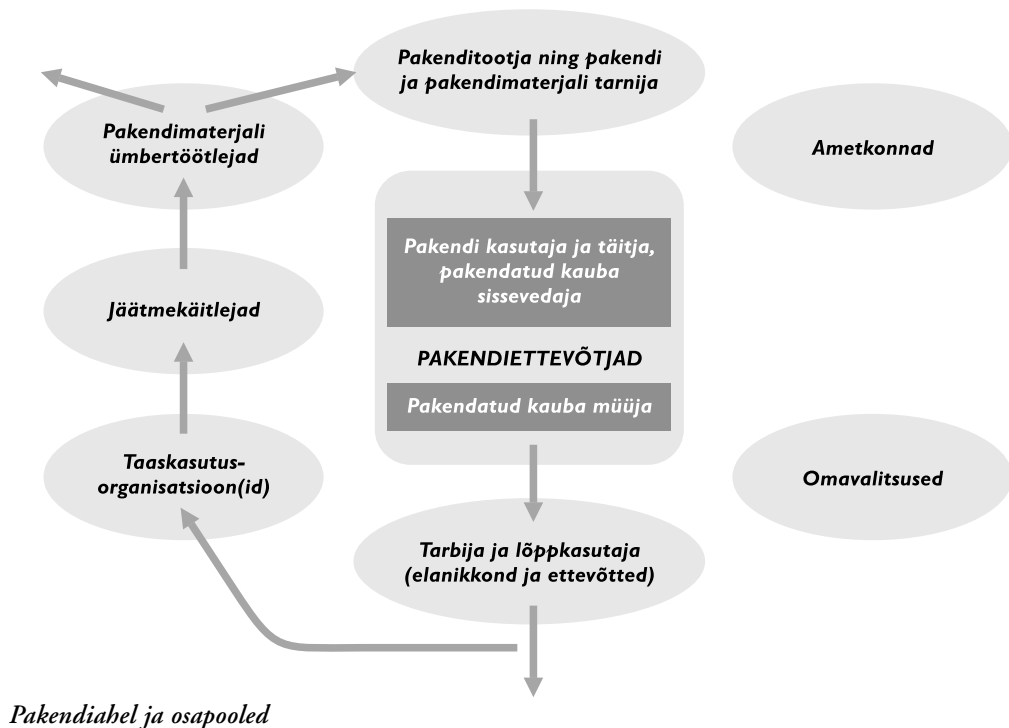 Pakenditootja ning pakendi
ja pakendimaterjali tarnija
Pakendimaterjali
ümbertöötlejad
Ametkonnad
Pakendi kasutaja ja täitja,
pakendatud kauba
sissevedaja
Jäätmekäitlejad
PAKENDIETTEVÕTJAD
Pakendatud kauba müüja
Taaskasutus-
organisatsioon(id)
Omavalitsused
Tarbija ja lõppkasutaja
(elanikkond ja ettevõtted)
Pakendiahel ja osapooled